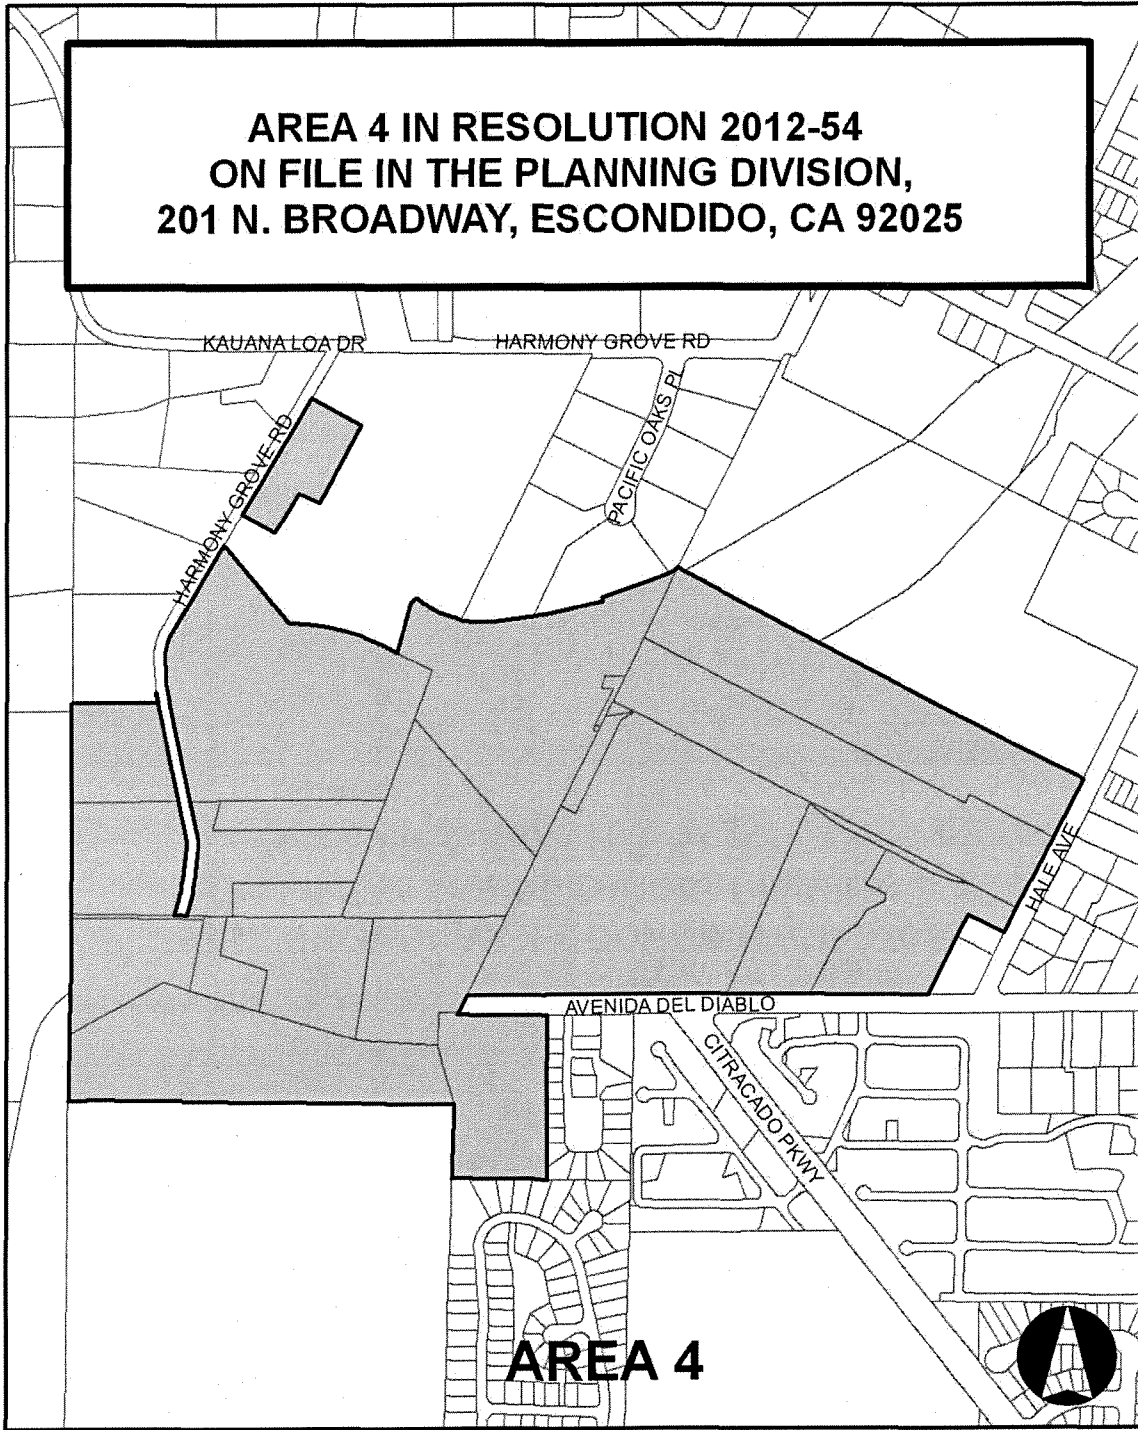 AREA 4 IN RESOLUTION 2012-54
ON FILE IN THE PLANNING DIVISION,
201 N. BROADWAY, ESCONDIDO, CA 92025
KAUANA LOA DR
HARMONY GROVE RD
HARMONY GROVE RD
PACIFIC OAKS PL
HALE AVE
AVENIDA DEL DIABLO
CITRACADO PKWY
AREA 4